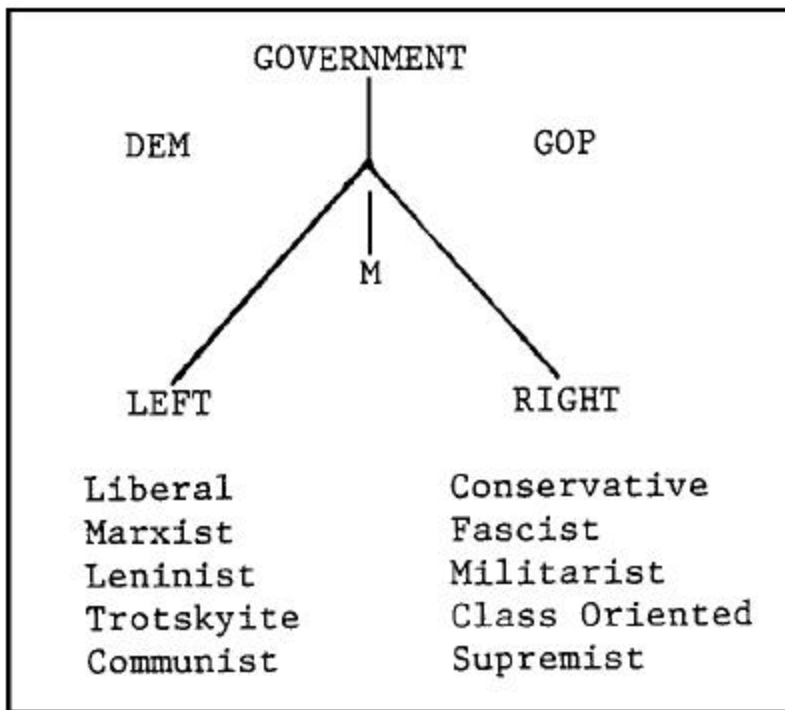 GOVERNMENT
DEM GOP
M
LEFT RIGHT
Liberal Conservative
Marxist Fascist
Leninist Militarist
Trotskyite Class Oriented
Communist Supremist